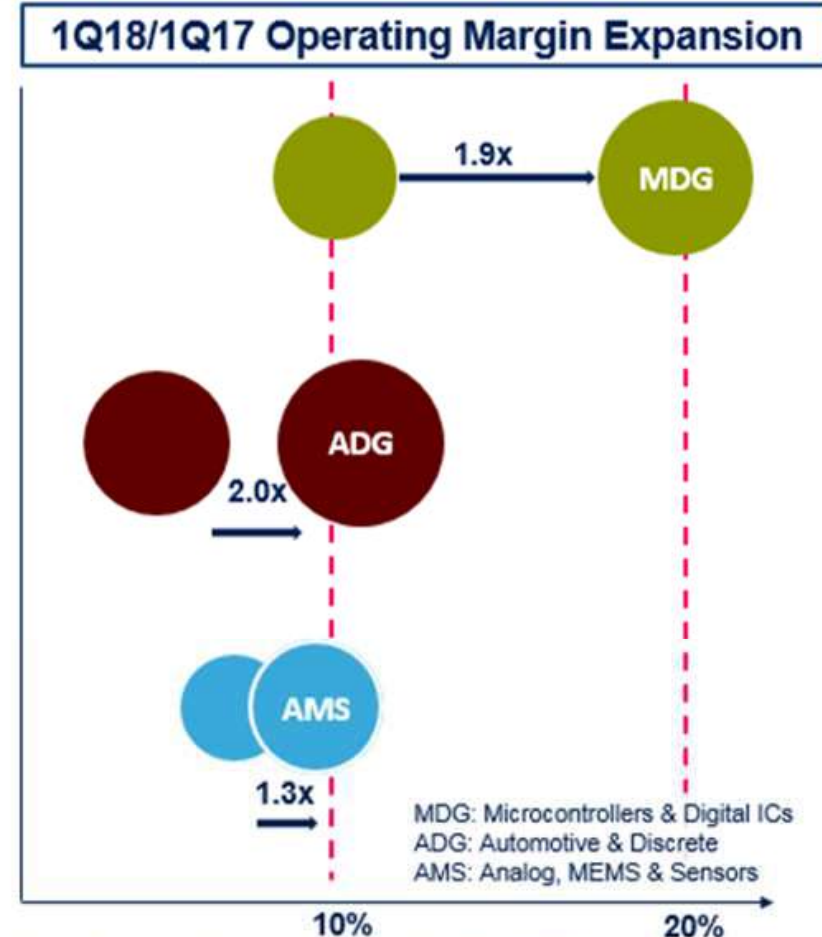 1Q18/1Q17 Operating Margin Expansion
1.9x
MDG
ADG
2.0x
AMS
1.3x
MDG: Microcontrollers & Digital ICs
ADG: Automotive & Discrete
AMS: Analog, MEMS & Sensors
10%
20%